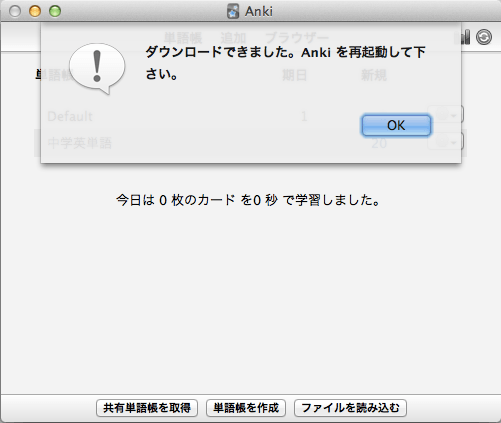 Anki
単語帳 追加 ブラウザー
ダウンロードできました。Anki を再起動して下
さい。
単語帳 期日 新規
OK
Default 1
中学英単語 20
今日は 0 枚のカード を0 秒 で学習しました。
共有単語帳を取得 単語帳を作成 ファイルを読み込む